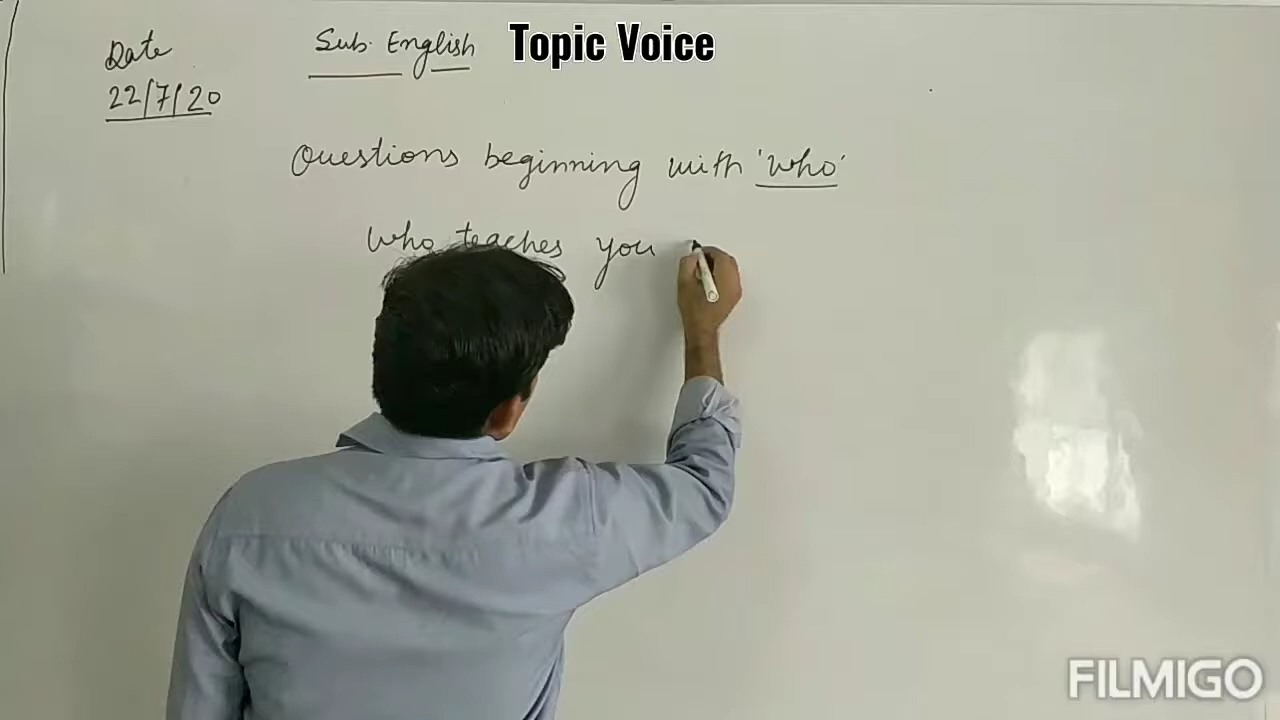 Date
22/7/20
Sub. English
Topic Voice
Questions beginning with 'who'
Who teaches you
FILMIGO